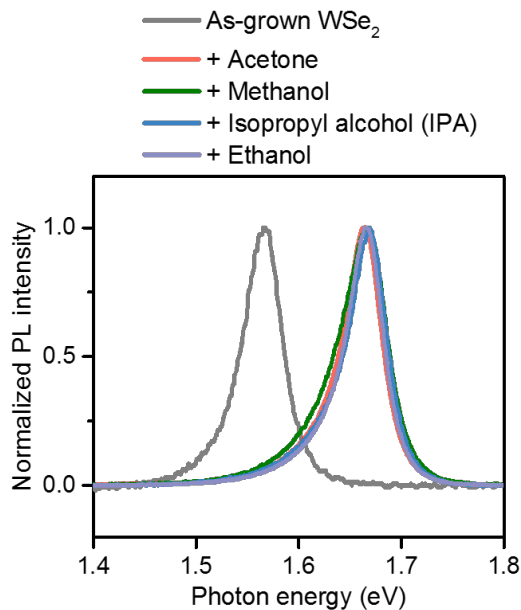 As-grown WSe₂
+ Acetone
+ Methanol
+ Isopropyl alcohol (IPA)
+ Ethanol
Normalized PL intensity
1.0
0.5
0.0
1.4 1.5 1.6 1.7 1.8
Photon energy (eV)